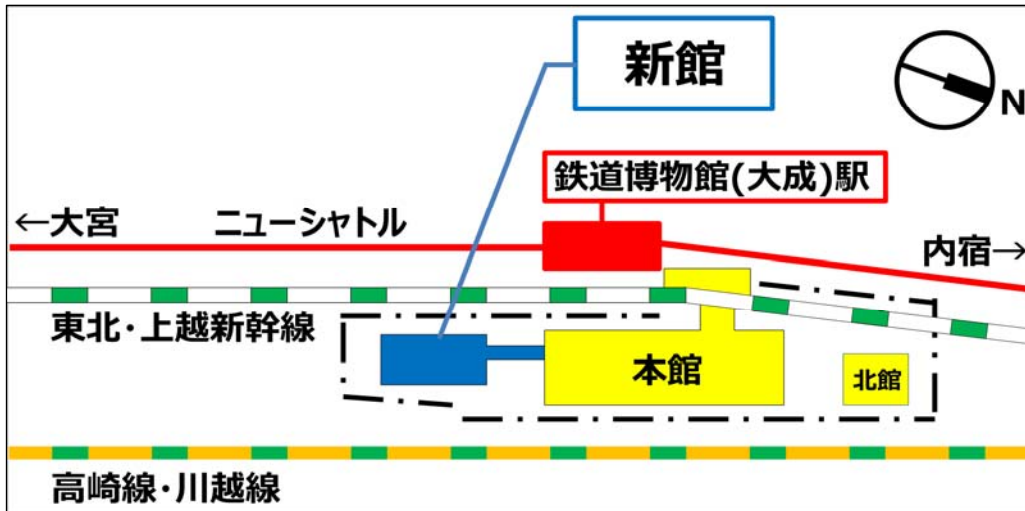 新館
N
鉄道博物館(大成)駅
←大宮
ニューシャトル
内宿→
東北・上越新幹線
本館
北館
高崎線・川越線